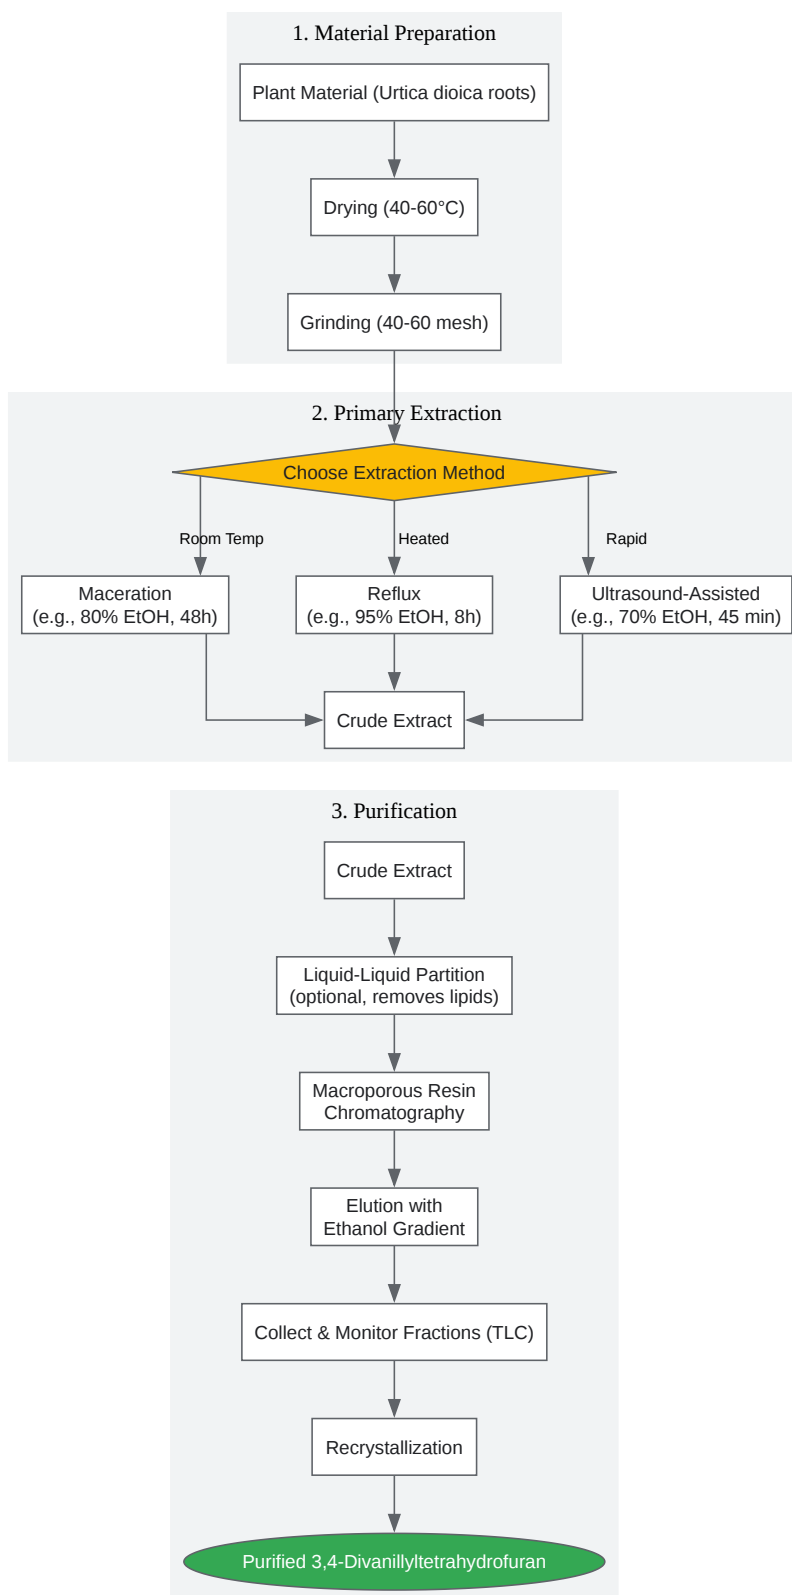 1. Material Preparation
Plant Material (Urtica dioica roots)
Drying (40-60°C)
Grinding (40-60 mesh)
2. Primary Extraction
Choose Extraction Method
Room Temp
Heated
Rapid
Maceration
(e.g., 80% EtOH, 48h)
Reflux
(e.g., 95% EtOH, 8h)
Ultrasound-Assisted
(e.g., 70% EtOH, 45 min)
Crude Extract
3. Purification
Crude Extract
Liquid-Liquid Partition
(optional, removes lipids)
Macroporous Resin
Chromatography
Elution with
Ethanol Gradient
Collect & Monitor Fractions (TLC)
Recrystallization
Purified 3,4-Divanillyltetrahydrofuran